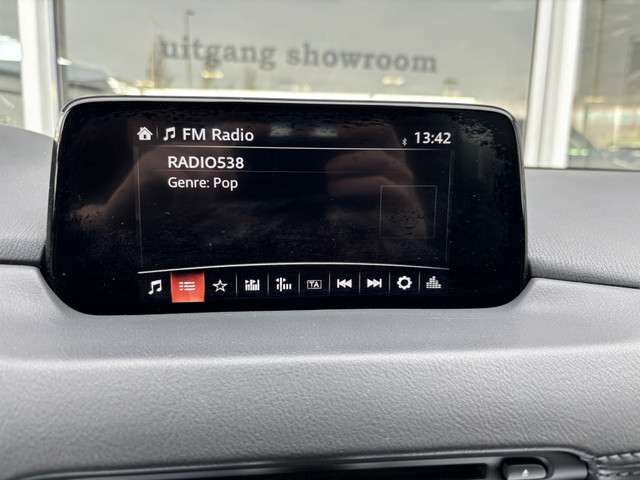 uitgang showroom
FM Radio
13:42
RADIO538
Genre: Pop
TA